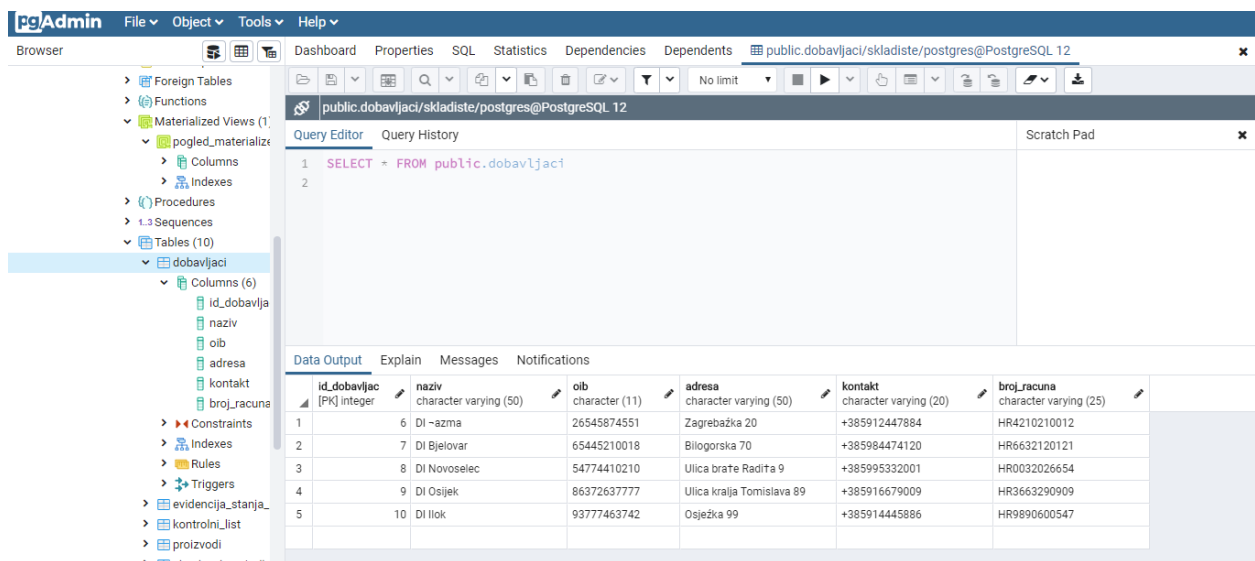 pgAdmin File Object Tools Help
Browser
Dashboard Properties SQL Statistics Dependencies Dependents public.dobavljaci/skladiste/postgres@PostgreSQL 12
Foreign Tables
Functions
Materialized Views (1)
pogled_materialize
Columns
Indexes
Procedures
1..3 Sequences
Tables (10)
dobavljaci
Columns (6)
id_dobavlja
naziv
oib
adresa
kontakt
broj_racuna
Constraints
Indexes
Rules
Triggers
evidencija_stanja_
kontrolni_list
proizvodi
No limit
public.dobavljaci/skladiste/postgres@PostgreSQL 12
Query Editor Query History
Scratch Pad
1 SELECT * FROM public.dobavljaci
2
Data Output Explain Messages Notifications
id_dobavljac naziv oib adresa kontakt broj_racuna
[PK] integer character varying (50) character (11) character varying (50) character varying (20) character varying (25)
1 6 DI ¬azma 26545874551 Zagrebaźka 20 +385912447884 HR4210210012
2 7 DI Bjelovar 65445210018 Bilogorska 70 +385984474120 HR6632120121
3 8 DI Novoselec 54774410210 Ulica bra†e Radi†a 9 +385995332001 HR0032026654
4 9 DI Osijek 86372637777 Ulica kralja Tomislava 89 +385916679009 HR3663290909
5 10 DI Ilok 93777463742 Osjeźka 99 +385914445886 HR9890600547